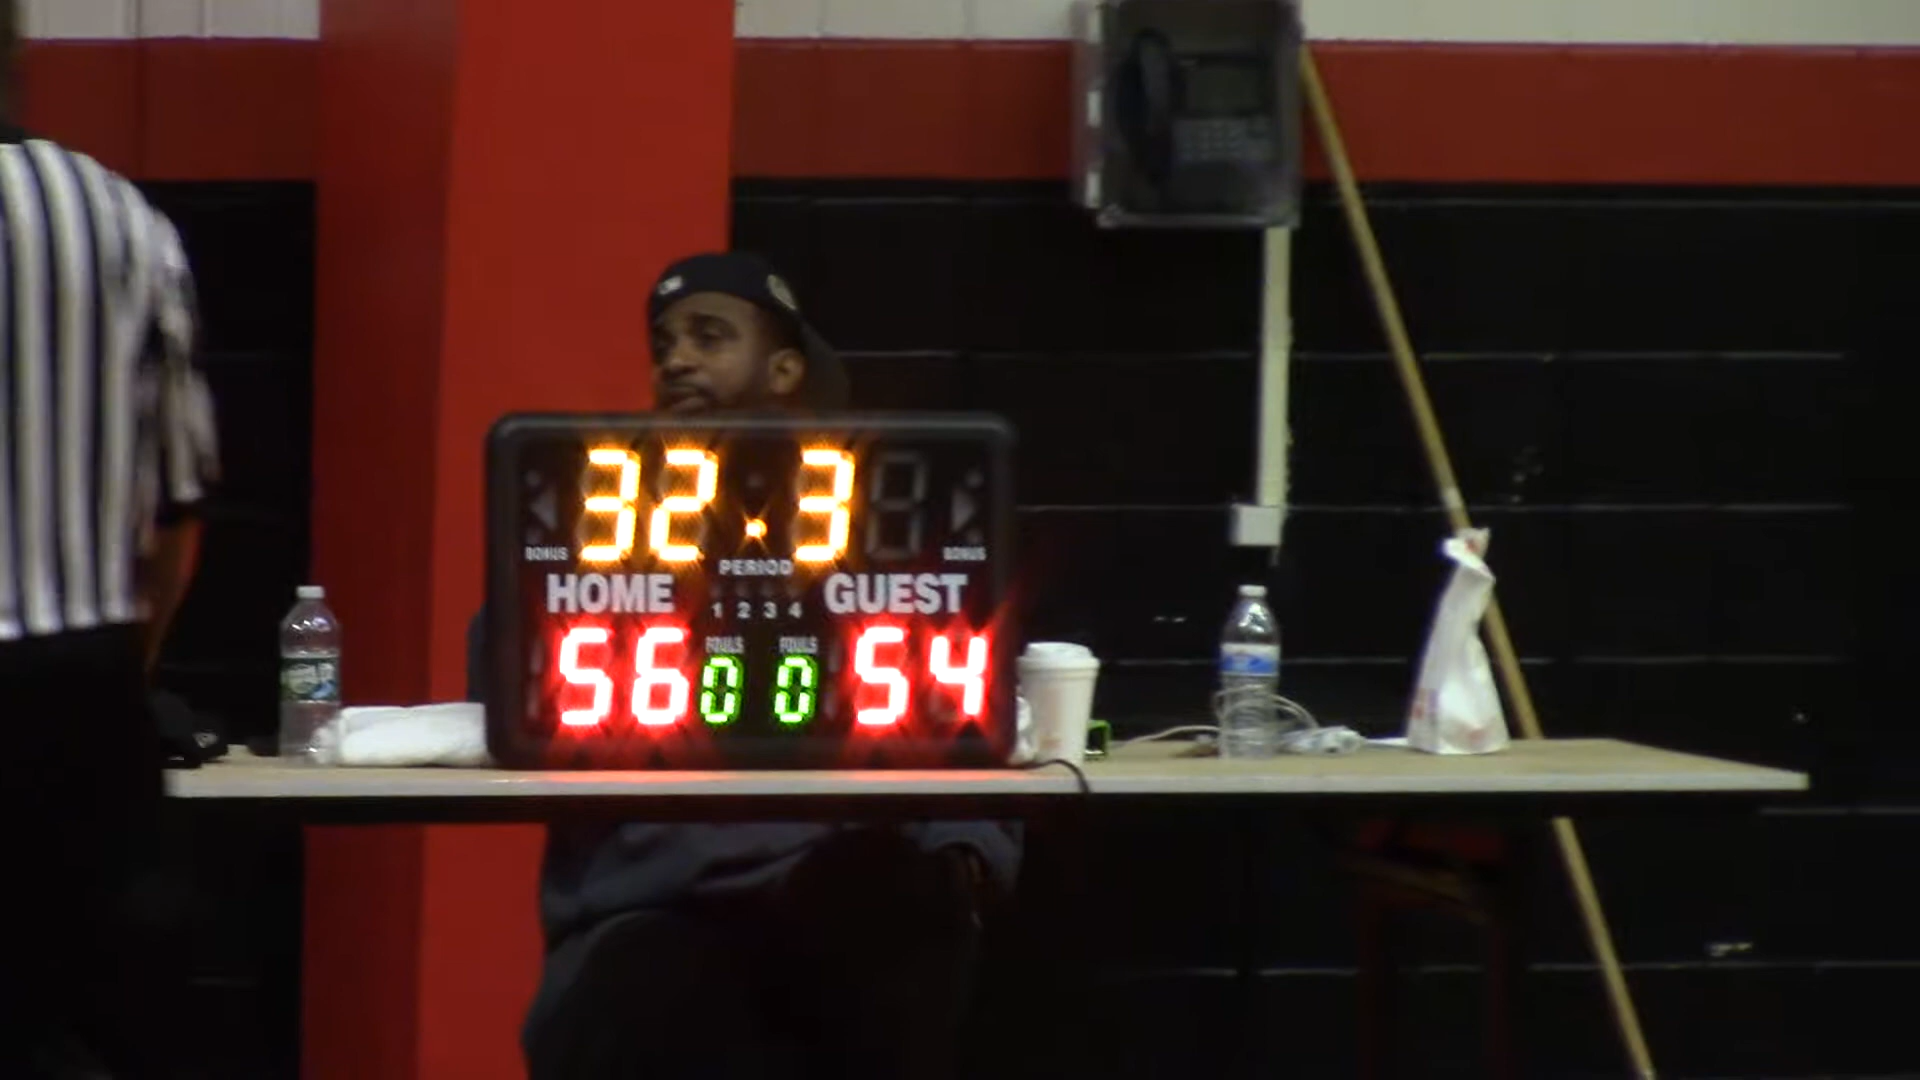 32.3
BONUS PERIOD BONUS
HOME GUEST
1 2 3 4
FOULS FOULS
56 0 0 54